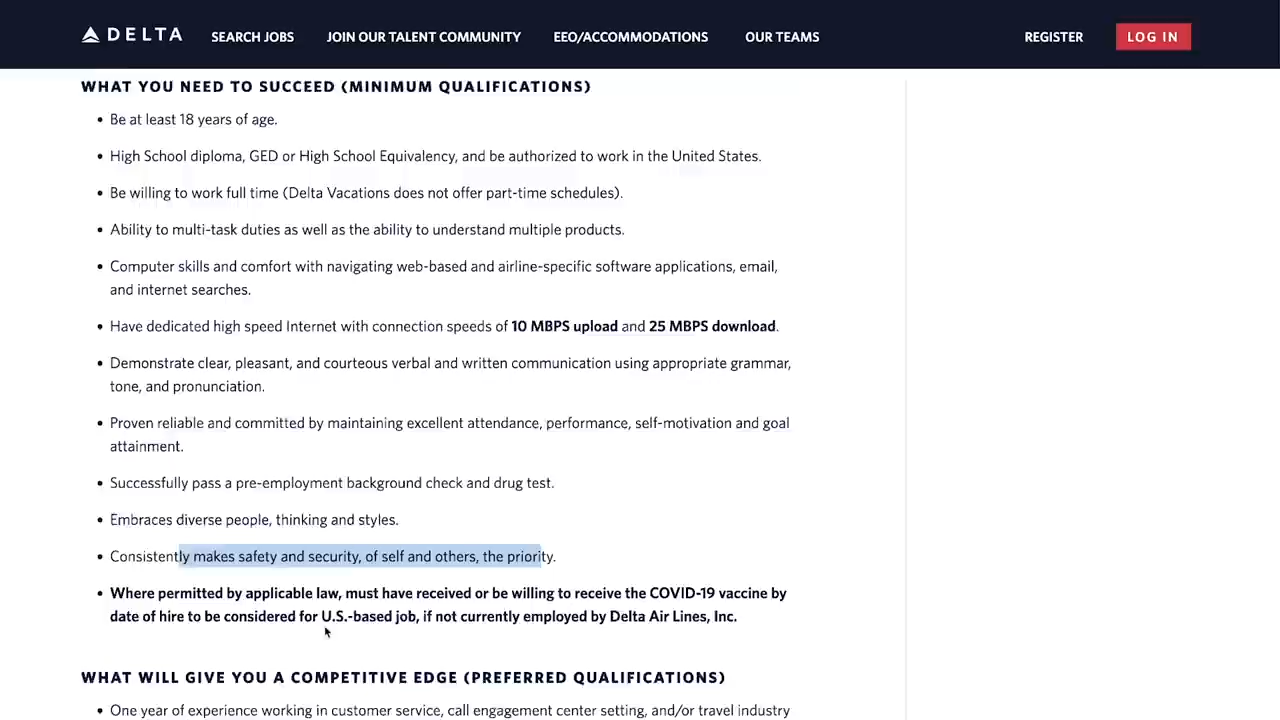 DELTA SEARCH JOBS JOIN OUR TALENT COMMUNITY EEO/ACCOMMODATIONS OUR TEAMS REGISTER LOG IN
WHAT YOU NEED TO SUCCEED (MINIMUM QUALIFICATIONS)
• Be at least 18 years of age.
• High School diploma, GED or High School Equivalency, and be authorized to work in the United States.
• Be willing to work full time (Delta Vacations does not offer part-time schedules).
• Ability to multi-task duties as well as the ability to understand multiple products.
• Computer skills and comfort with navigating web-based and airline-specific software applications, email,
and internet searches.
• Have dedicated high speed Internet with connection speeds of 10 MBPS upload and 25 MBPS download.
• Demonstrate clear, pleasant, and courteous verbal and written communication using appropriate grammar,
tone, and pronunciation.
• Proven reliable and committed by maintaining excellent attendance, performance, self-motivation and goal
attainment.
• Successfully pass a pre-employment background check and drug test.
• Embraces diverse people, thinking and styles.
• Consistently makes safety and security, of self and others, the priority.
• Where permitted by applicable law, must have received or be willing to receive the COVID-19 vaccine by
date of hire to be considered for U.S.-based job, if not currently employed by Delta Air Lines, Inc.
WHAT WILL GIVE YOU A COMPETITIVE EDGE (PREFERRED QUALIFICATIONS)
• One year of experience working in customer service, call engagement center setting, and/or travel industry